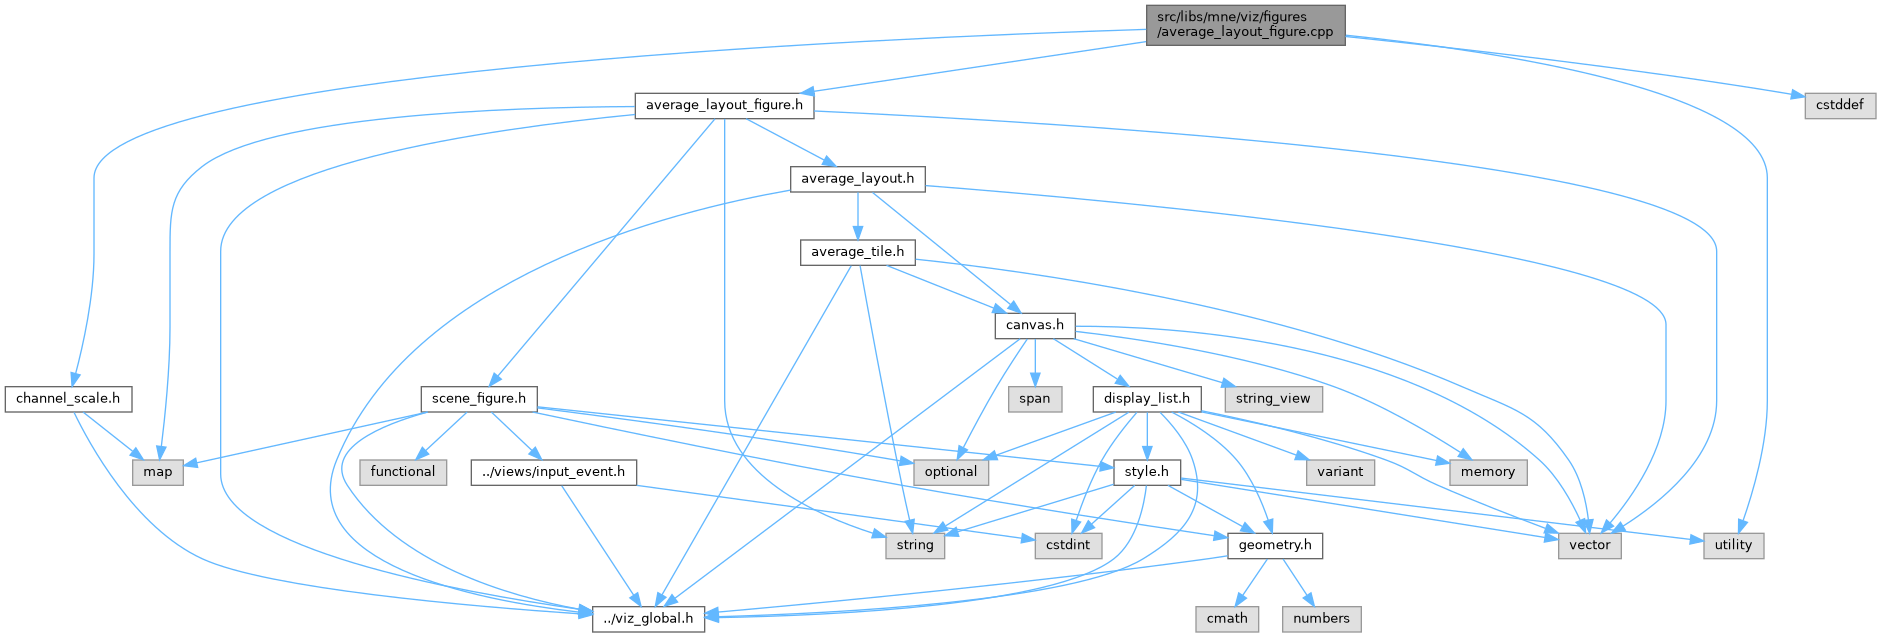 src/libs/mne/viz/figures
/average_layout_figure.cpp
average_layout_figure.h
cstddef
average_layout.h
average_tile.h
canvas.h
channel_scale.h
scene_figure.h
span
display_list.h
string_view
map
functional
../views/input_event.h
optional
style.h
variant
memory
string
cstdint
geometry.h
vector
utility
../viz_global.h
cmath
numbers